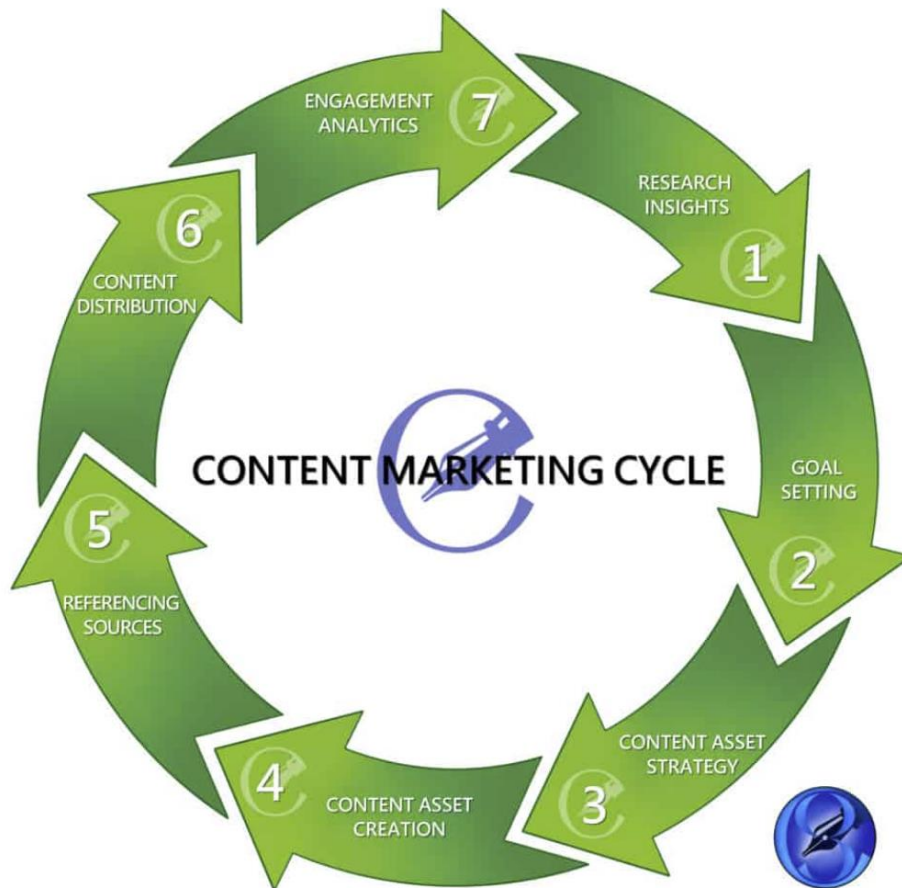 CONTENT MARKETING CYCLE
RESEARCH
INSIGHTS
1
GOAL
SETTING
2
CONTENT ASSET
STRATEGY
3
CONTENT ASSET
CREATION
4
REFERENCING
SOURCES
5
CONTENT
DISTRIBUTION
6
ENGAGEMENT
ANALYTICS
7